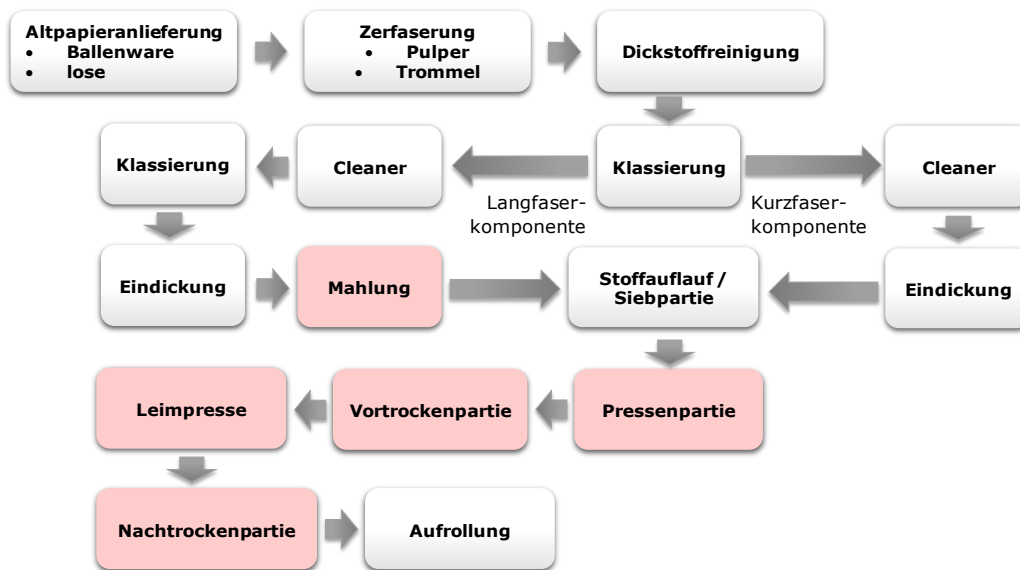 Altpapieranlieferung
• Ballenware
• lose
Zerfaserung
• Pulper
• Trommel
Dickstoffreinigung
Klassierung
Cleaner
Klassierung
Cleaner
Langfaser-
komponente
Kurzfaser-
komponente
Eindickung
Mahlung
Stoffauflauf /
Siebpartie
Eindickung
Leimpresse
Vortrockenpartie
Pressenpartie
Nachtrockenpartie
Aufrollung